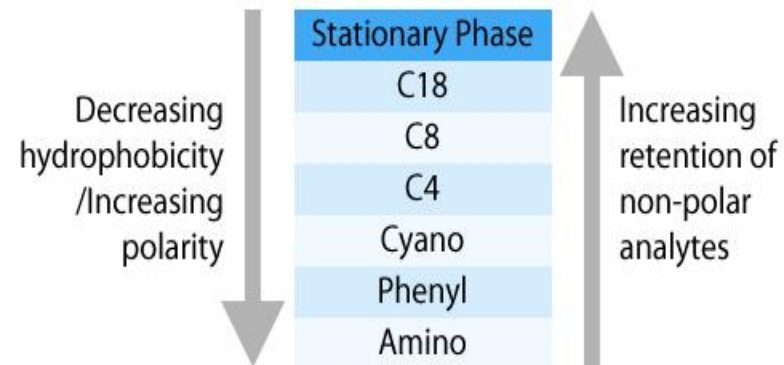 Decreasing
hydrophobicity
/Increasing
polarity
Stationary Phase
C18
C8
C4
Cyano
Phenyl
Amino
Increasing
retention of
non-polar
analytes